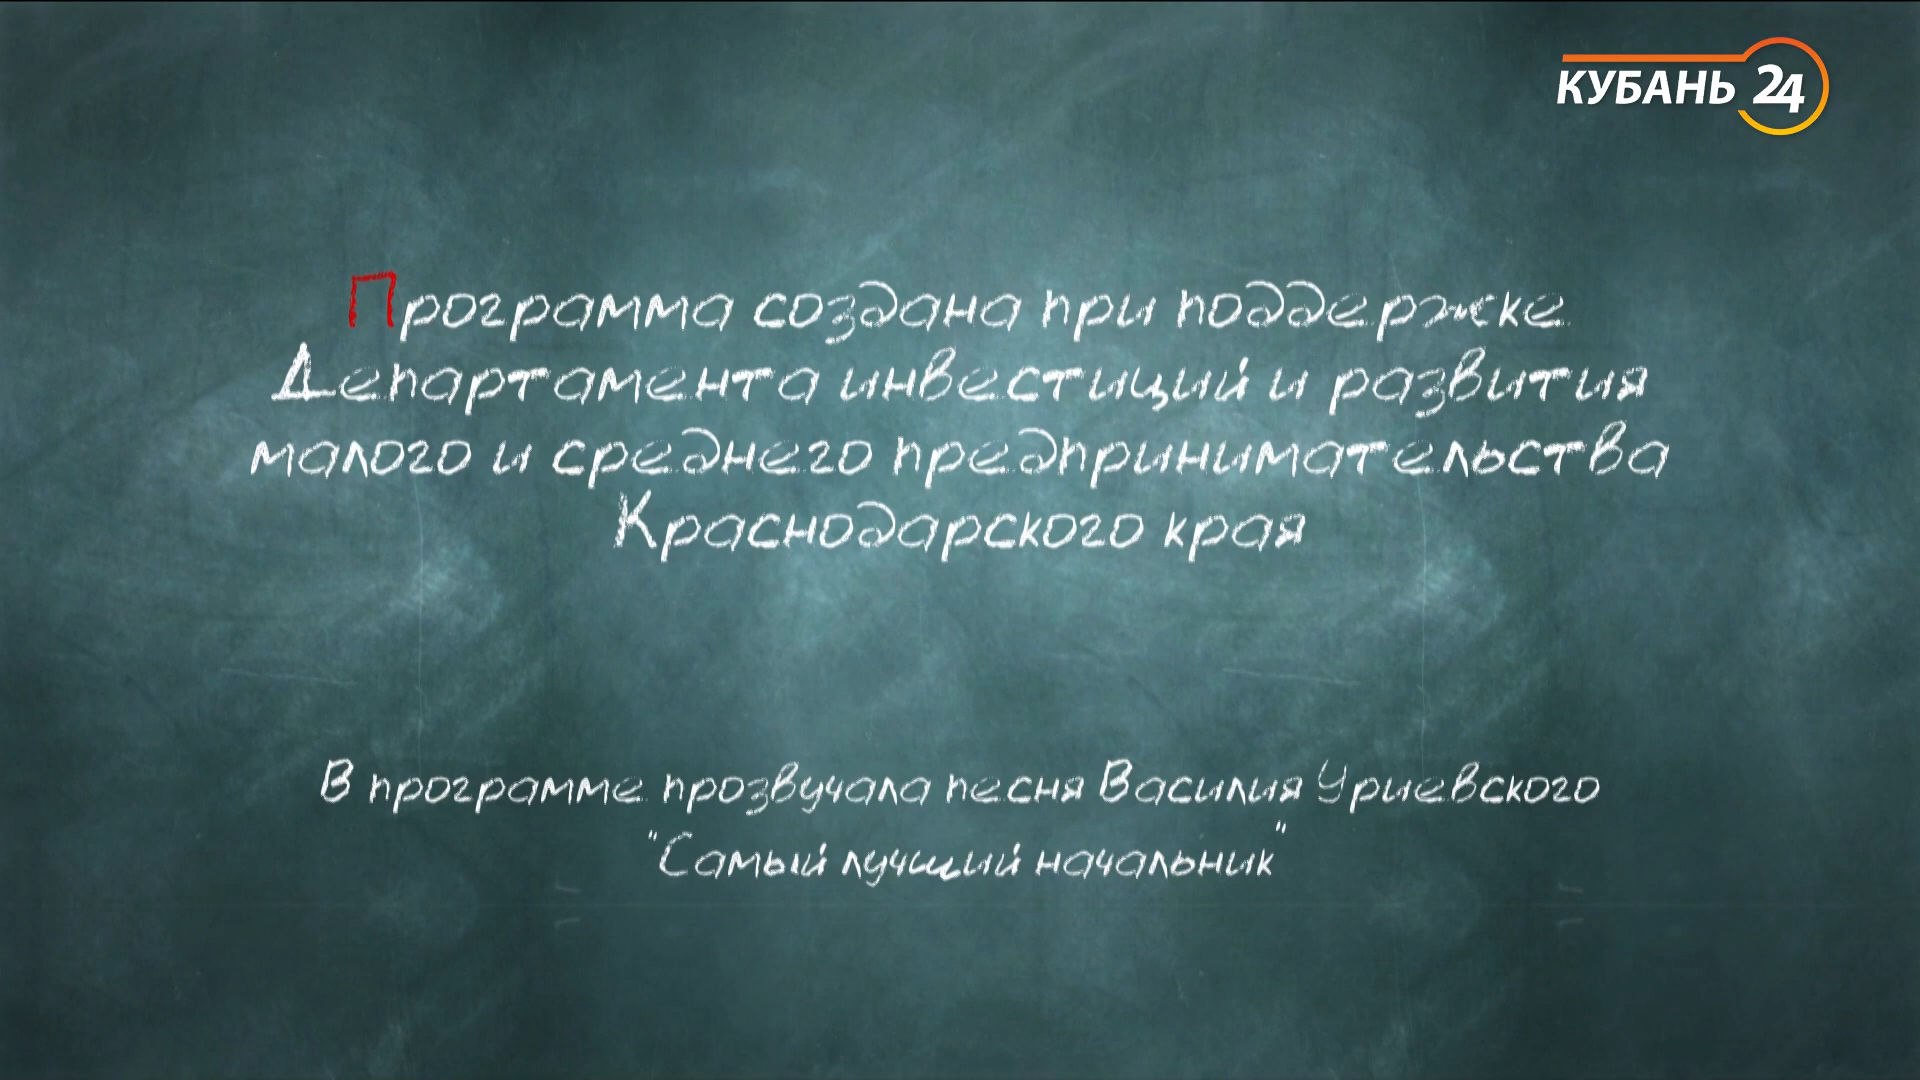 КУБАНЬ 24
Программа создана при поддержке
Департамента инвестиций и развития
малого и среднего предпринимательства
Краснодарского края
В программе прозвучала песня Василия Уриевского
"Самый лучший начальник"